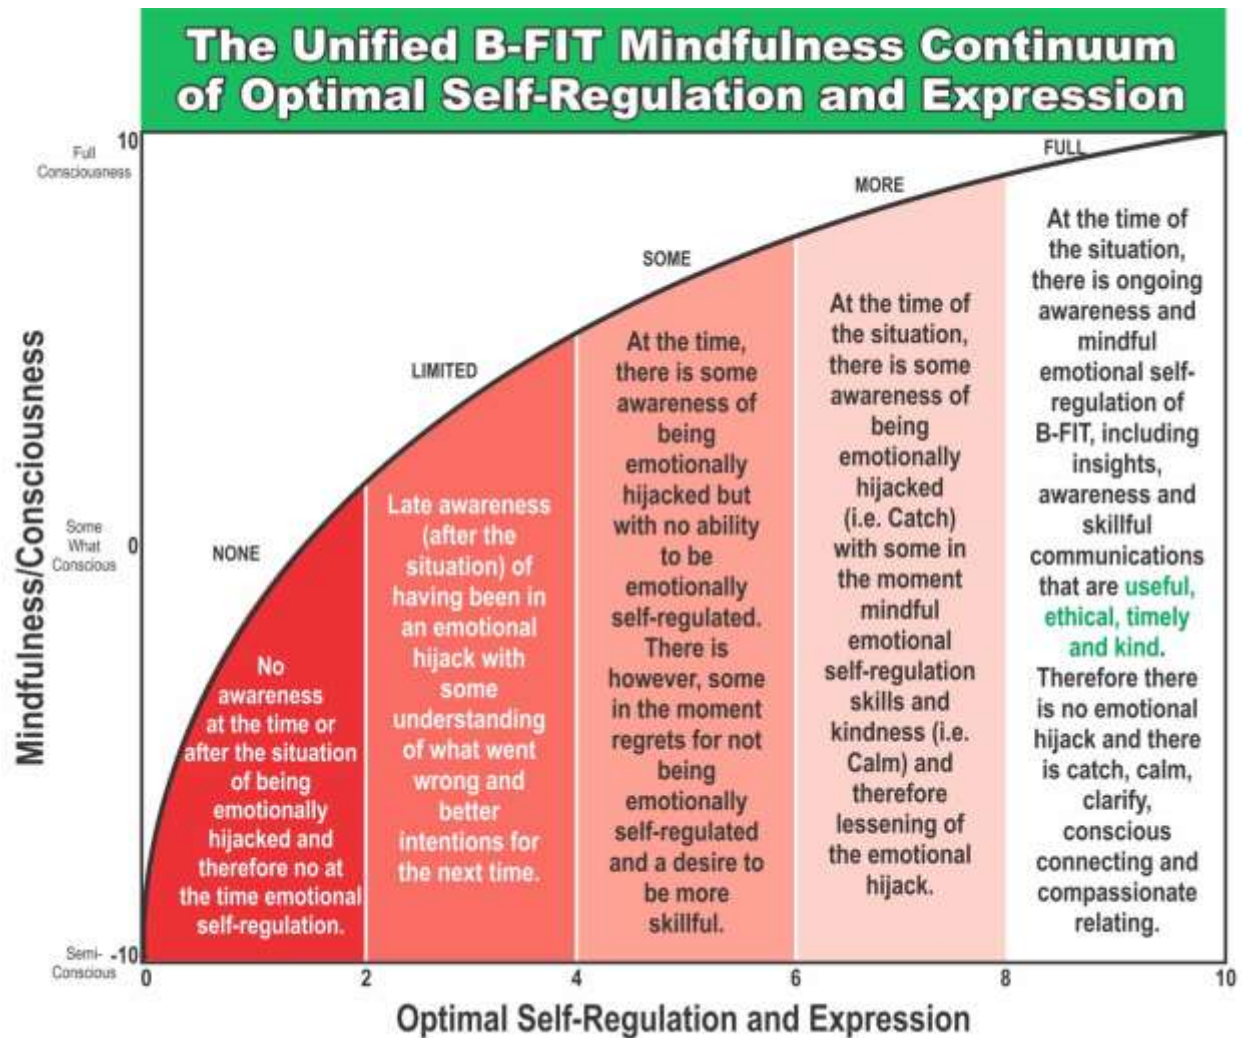 The Unified B-FIT Mindfulness Continuum
of Optimal Self-Regulation and Expression
10
Full
Consciousness
Mindfulness/Consciousness
Some
What
Conscious
0
Semi-
Conscious
-10
NONE
No
awareness
at the time or
after the situation
of being
emotionally
hijacked and
therefore no at
the time emotional
self-regulation.
LIMITED
Late awareness
(after the
situation) of
having been in
an emotional
hijack with
some
understanding
of what went
wrong and
better
intentions for
the next time.
SOME
At the time,
there is some
awareness of
being
emotionally
hijacked but
with no ability
to be
emotionally
self-regulated.
There is
however, some
in the moment
regrets for not
being
emotionally
self-regulated
and a desire to
be more
skillful.
MORE
At the time of
the situation,
there is some
awareness of
being
emotionally
hijacked
(i.e. Catch)
with some in
the moment
mindful
emotional
self-regulation
skills and
kindness (i.e.
Calm) and
therefore
lessening of
the emotional
hijack.
FULL
At the time of
the situation,
there is ongoing
awareness and
mindful
emotional self-
regulation of
B-FIT, including
insights,
awareness and
skillful
communications
that are useful,
ethical, timely
and kind.
Therefore there
is no emotional
hijack and there
is catch, calm,
clarify,
conscious
connecting and
compassionate
relating.
0 2 4 6 8 10
Optimal Self-Regulation and Expression